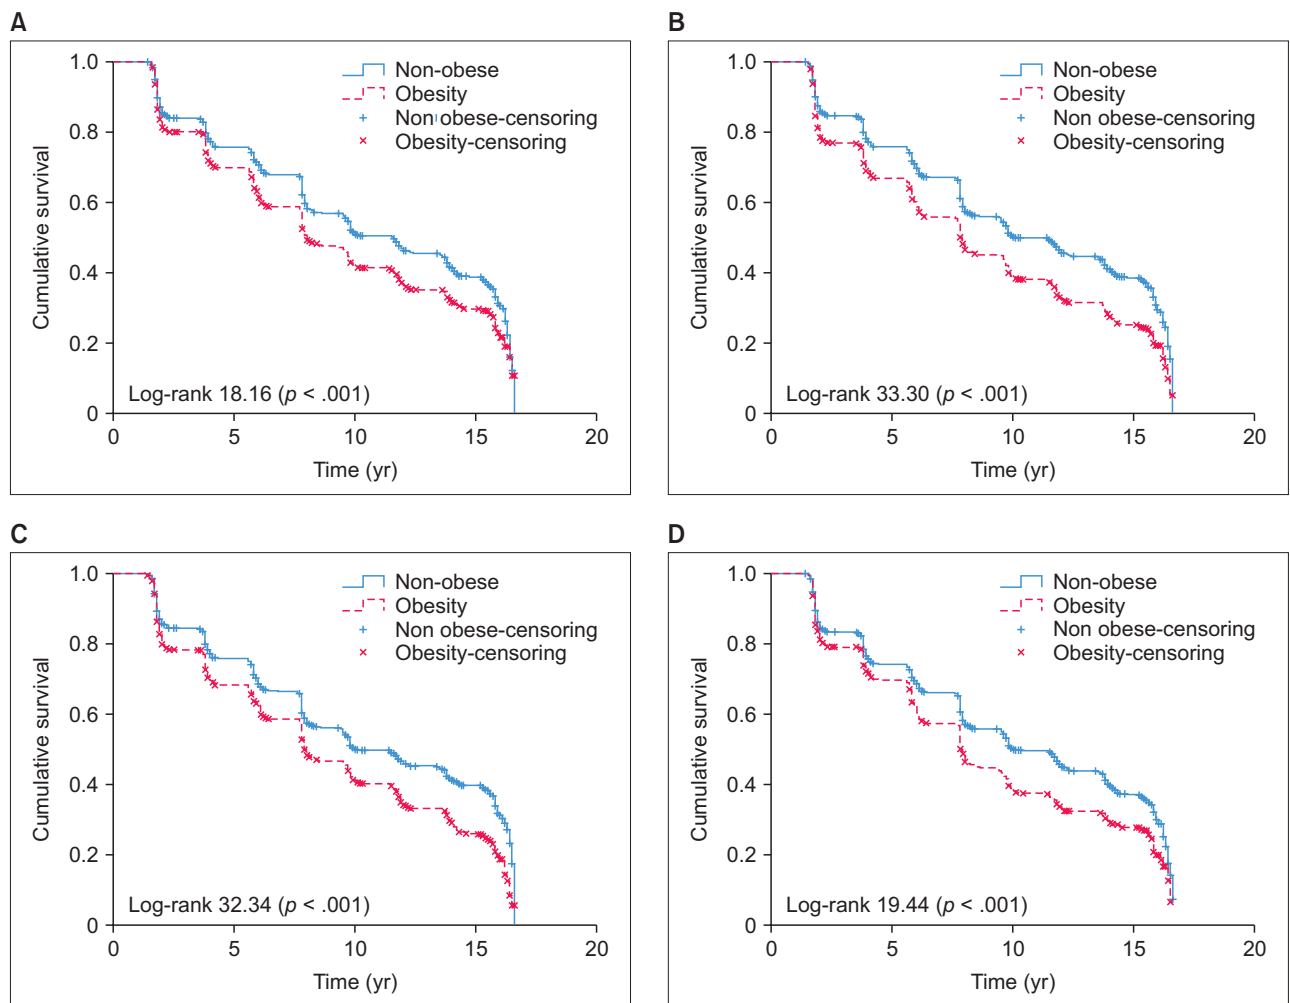 A
1.0
0.8
0.6
0.4
0.2
0
Cumulative survival
Non-obese
Obesity
Non obese-censoring
Obesity-censoring
Log-rank 18.16 (p < .001)
0 5 10 15 20
Time (yr)
B
1.0
0.8
0.6
0.4
0.2
0
Cumulative survival
Non-obese
Obesity
Non obese-censoring
Obesity-censoring
Log-rank 33.30 (p < .001)
0 5 10 15 20
Time (yr)
C
1.0
0.8
0.6
0.4
0.2
0
Cumulative survival
Non-obese
Obesity
Non obese-censoring
Obesity-censoring
Log-rank 32.34 (p < .001)
0 5 10 15 20
Time (yr)
D
1.0
0.8
0.6
0.4
0.2
0
Cumulative survival
Non-obese
Obesity
Non obese-censoring
Obesity-censoring
Log-rank 19.44 (p < .001)
0 5 10 15 20
Time (yr)